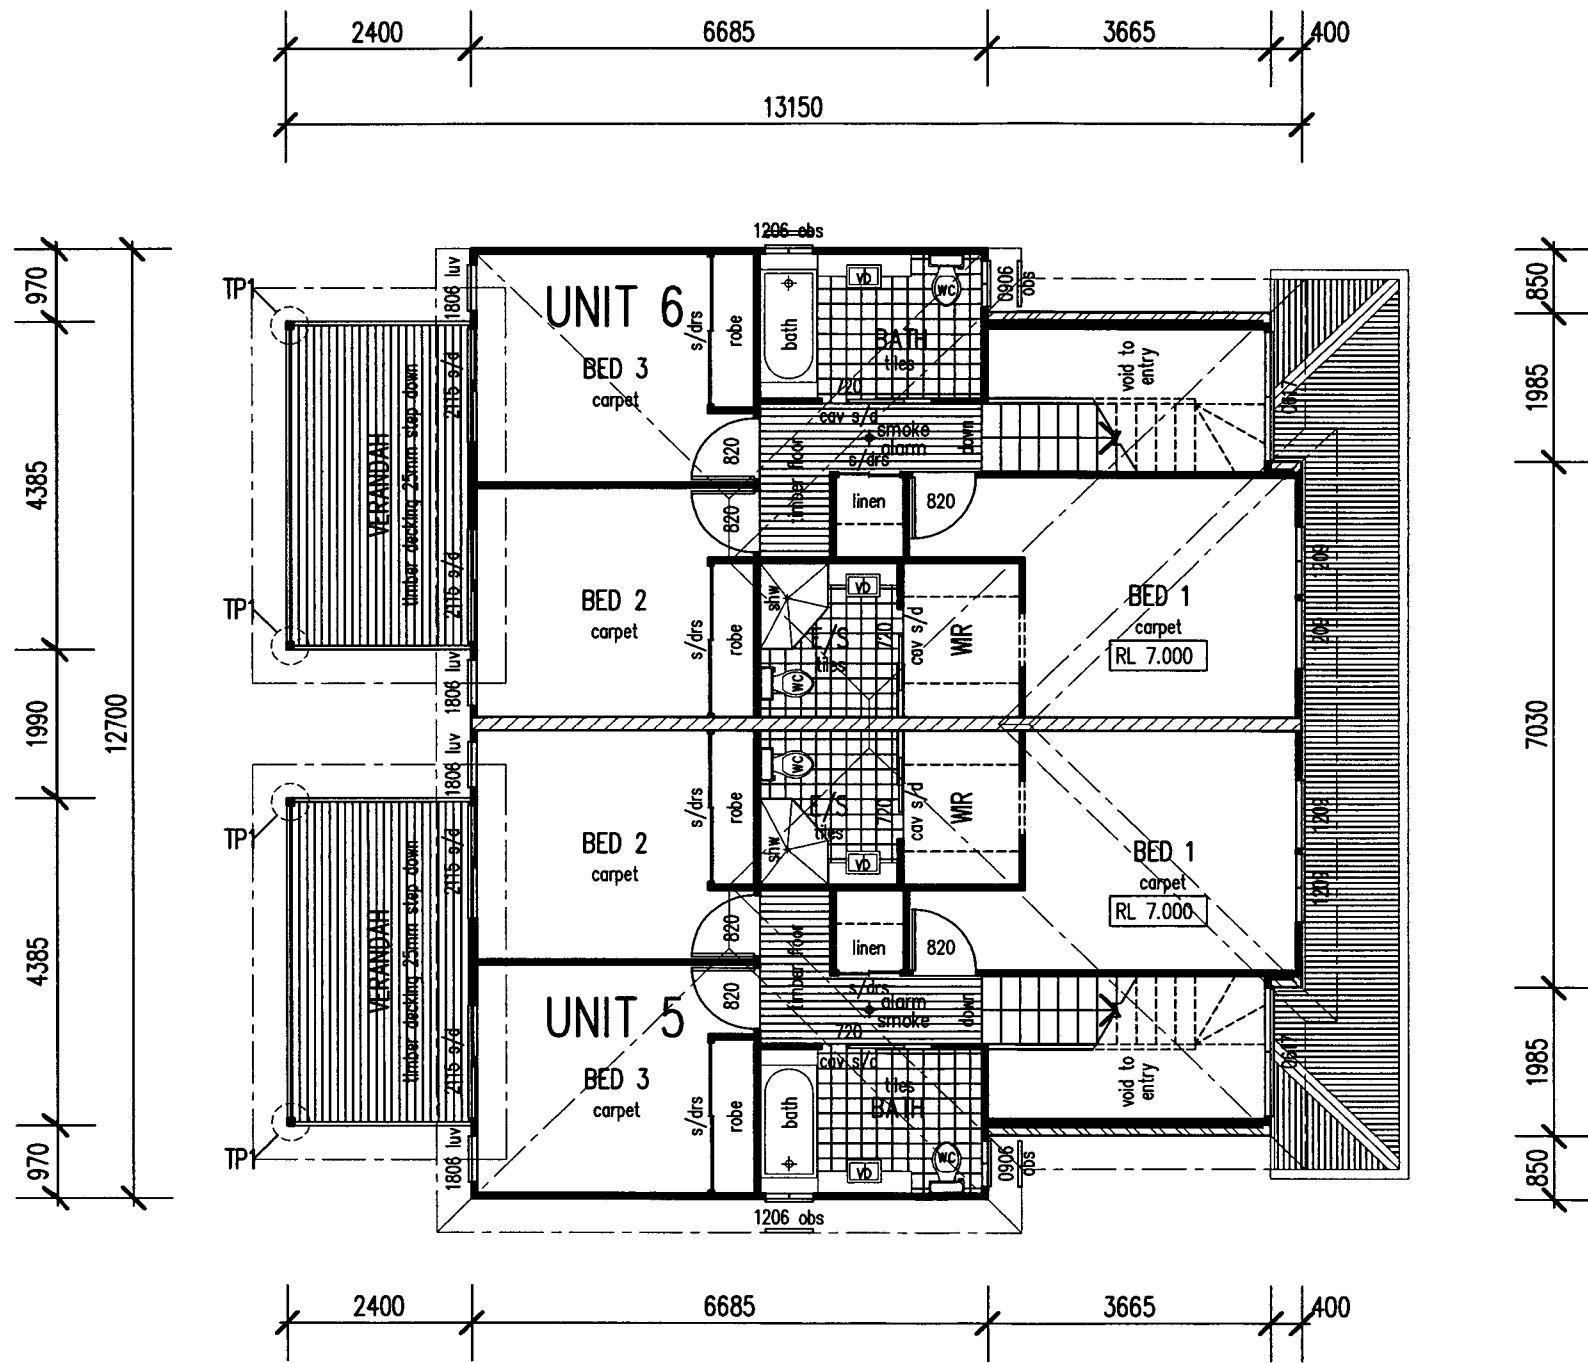 2400
6685
3665
400
13150
1206 obs
970
4385
1990
12700
4385
970
850
1985
7030
1985
850
TP1
TP1
TP1
TP1
VERANDAH
timber decking 25mm step down
1806 luv
2115 s/d
2115 s/d
1806 luv
UNIT 6
BED 3
carpet
s/drs
robe
bath
VD
WC
BATH
tiles
720
cav s/d
0906
obs
void to
entry
smoke
alarm
down
s/drs
timber floor
820
820
linen
820
BED 2
carpet
s/drs
robe
shw
VD
E/S
tiles
720
WC
cav s/d
WIR
BED 1
carpet
RL 7.000
0617
1209
1209
VERANDAH
timber decking 25mm step down
1806 luv
2115 s/d
2115 s/d
1806 luv
BED 2
carpet
s/drs
robe
WC
E/S
tiles
720
shw
VD
cav s/d
WIR
BED 1
carpet
RL 7.000
1209
1209
820
820
timber floor
linen
820
s/drs
alarm
smoke
down
720
cav s/d
UNIT 5
BED 3
carpet
s/drs
robe
bath
tiles
BATH
VD
WC
void to
entry
0617
0906
obs
1206 obs
2400
6685
3665
400